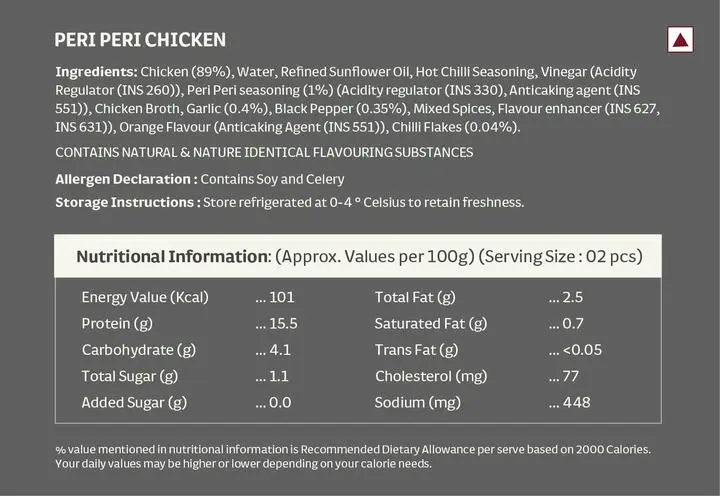 PERI PERI CHICKEN
Ingredients: Chicken (89%), Water, Refined Sunflower Oil, Hot Chilli Seasoning, Vinegar (Acidity
Regulator (INS 260)), Peri Peri seasoning (1%) (Acidity regulator (INS 330), Anticaking agent (INS
551)), Chicken Broth, Garlic (0.4%), Black Pepper (0.35%), Mixed Spices, Flavour enhancer (INS 627,
INS 631)), Orange Flavour (Anticaking Agent (INS 551)), Chilli Flakes (0.04%).
CONTAINS NATURAL & NATURE IDENTICAL FLAVOURING SUBSTANCES
Allergen Declaration : Contains Soy and Celery
Storage Instructions : Store refrigerated at 0-4 º Celsius to retain freshness.
Nutritional Information: (Approx. Values per 100g) (Serving Size : 02 pcs)
Energy Value (Kcal) ... 101 Total Fat (g) ... 2.5
Protein (g) ... 15.5 Saturated Fat (g) ... 0.7
Carbohydrate (g) ... 4.1 Trans Fat (g) ... <0.05
Total Sugar (g) ... 1.1 Cholesterol (mg) ... 77
Added Sugar (g) ... 0.0 Sodium (mg) ... 448
% value mentioned in nutritional information is Recommended Dietary Allowance per serve based on 2000 Calories.
Your daily values may be higher or lower depending on your calorie needs.